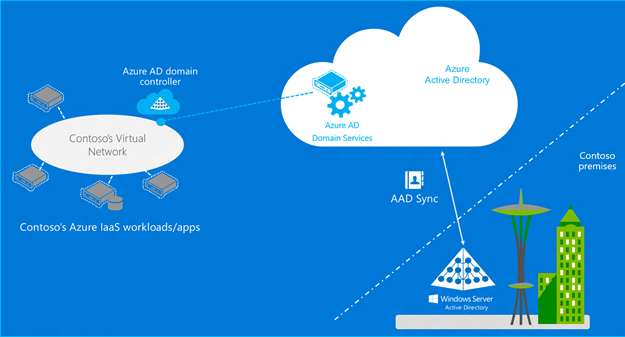 Azure AD domain
controller
Contoso's Virtual
Network
Contoso's Azure IaaS workloads/apps
Azure
Active Directory
Azure AD
Domain Services
AAD Sync
Contoso
premises
Windows Server
Active Directory